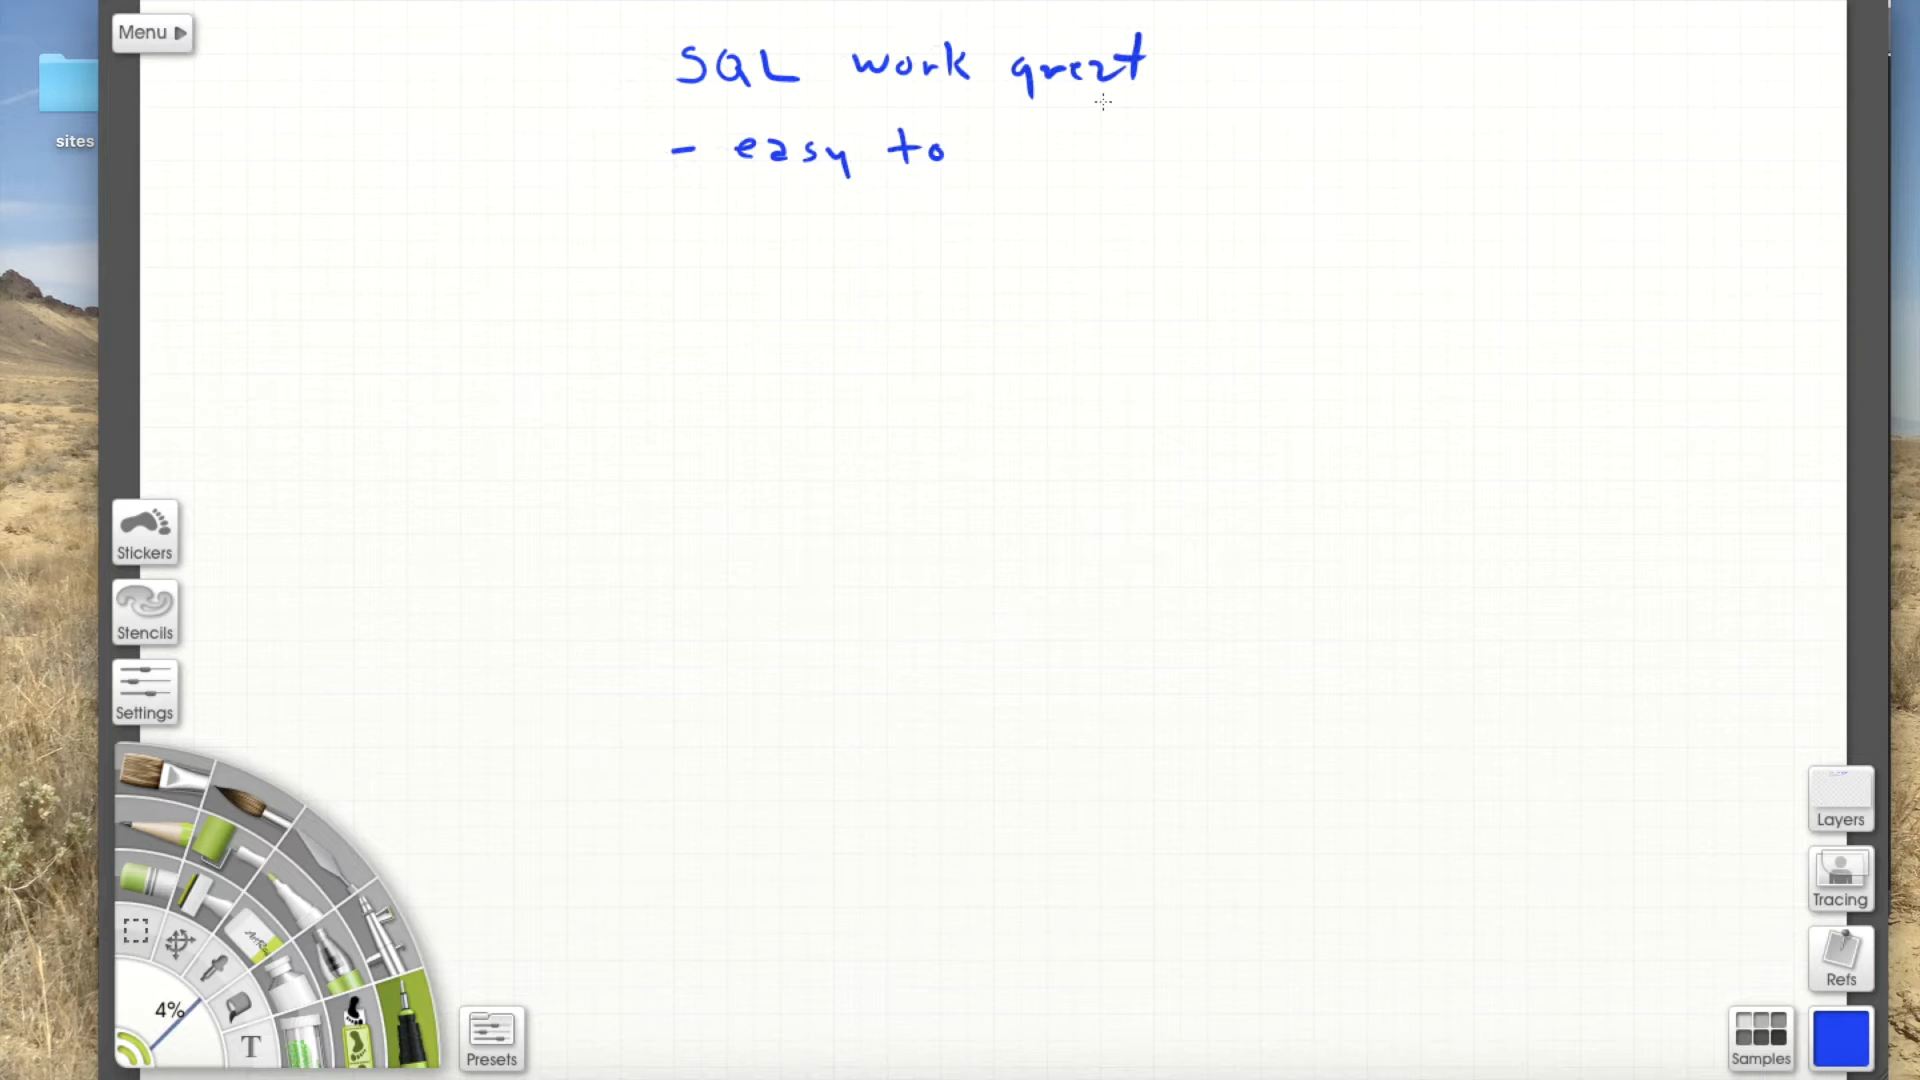 Menu
SQL work great
- easy to
sites
Stickers
Stencils
Settings
4%
T
Presets
Layers
Tracing
Refs
Samples